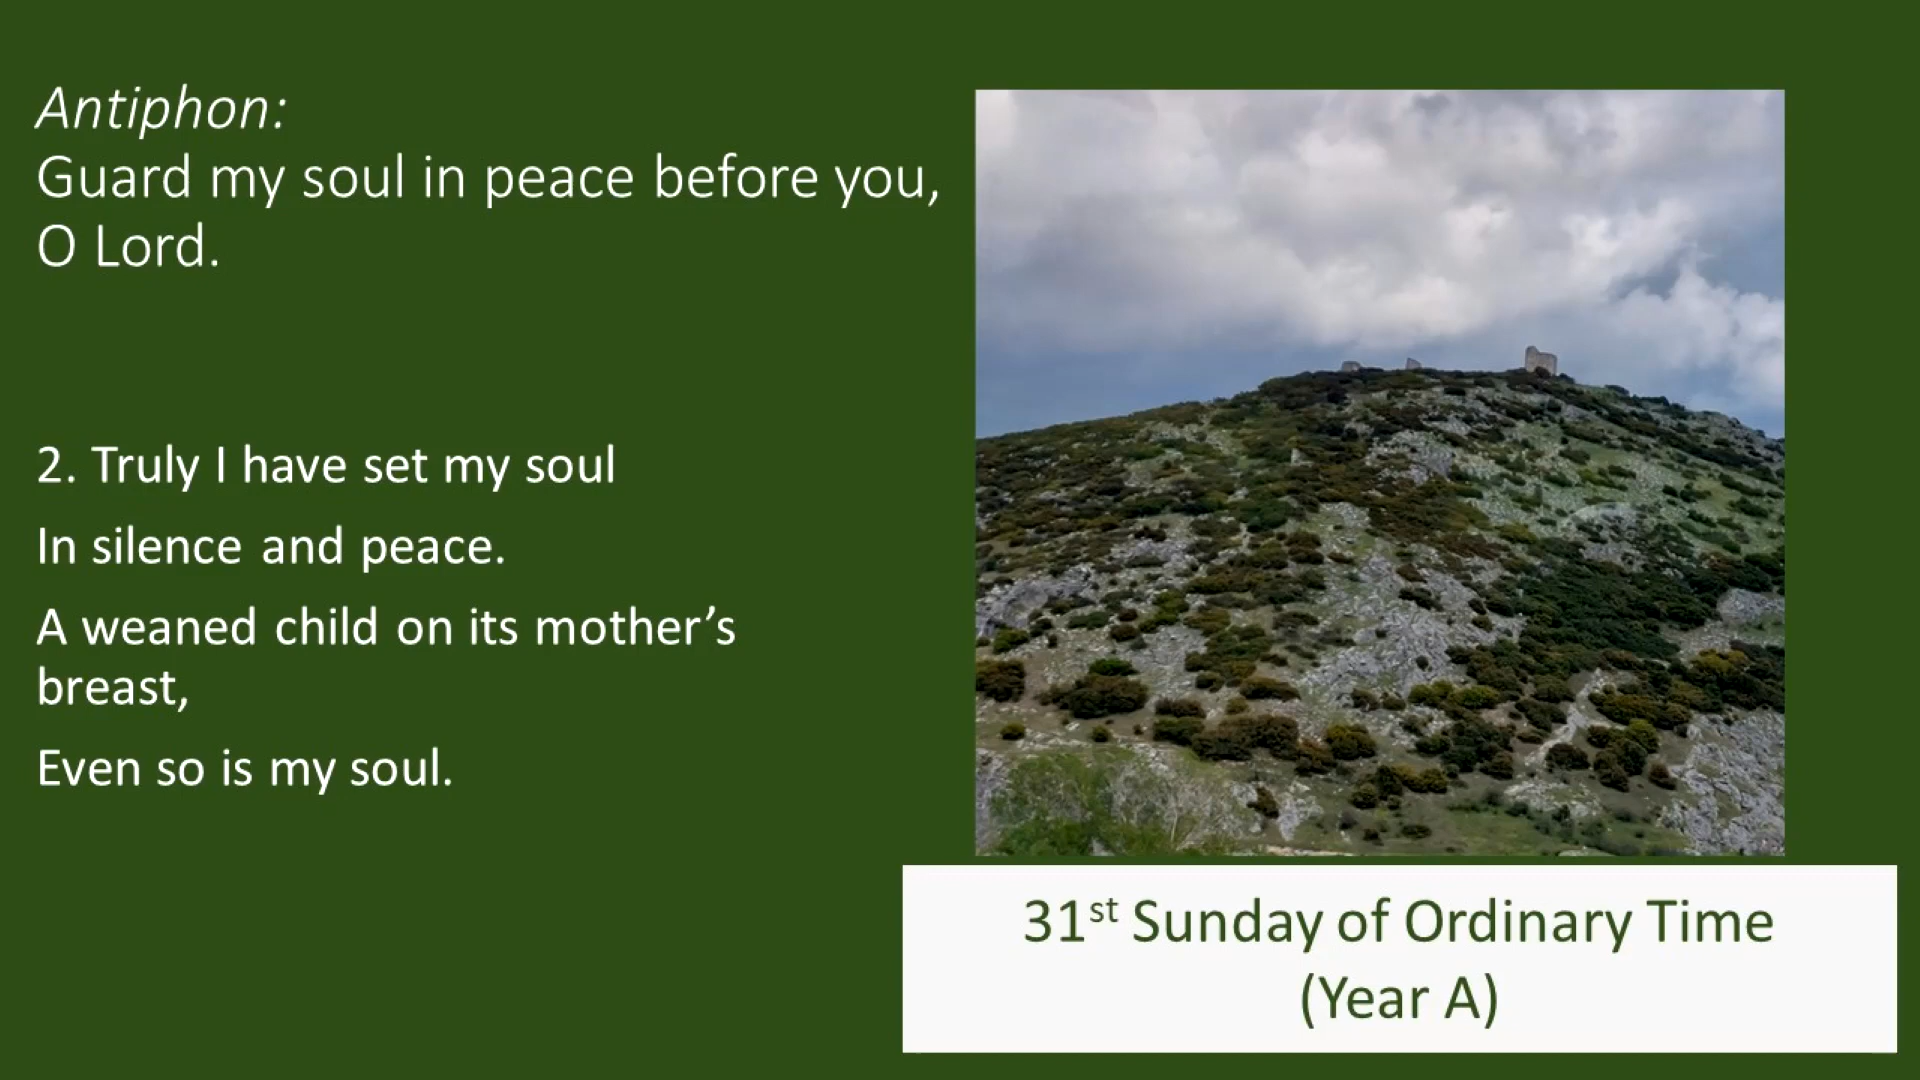 Antiphon:
Guard my soul in peace before you,
O Lord.
2. Truly I have set my soul
In silence and peace.
A weaned child on its mother’s
breast,
Even so is my soul.
31st Sunday of Ordinary Time
(Year A)